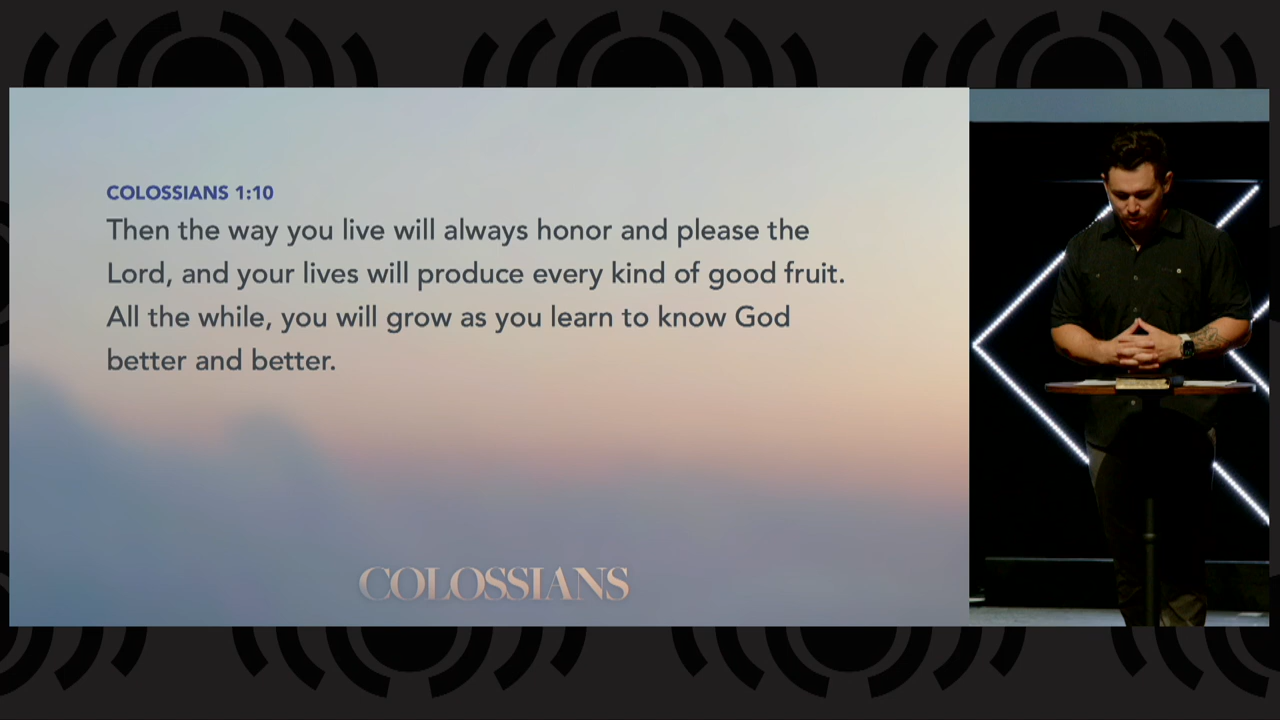 COLOSSIANS 1:10
Then the way you live will always honor and please the
Lord, and your lives will produce every kind of good fruit.
All the while, you will grow as you learn to know God
better and better.
COLOSSIANS